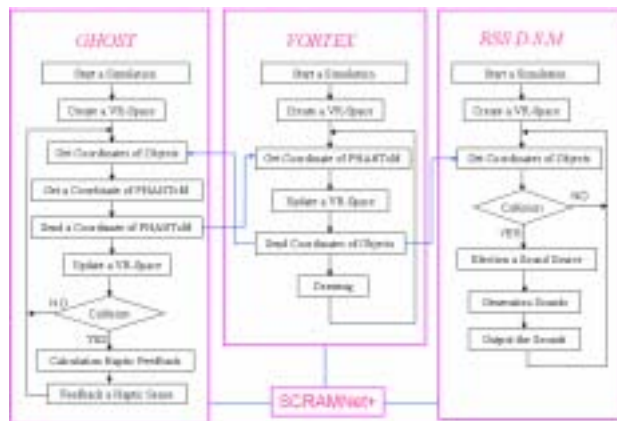 GHOST
Start a Simulation
Create a VR-Space
Get Coordinates of Objects
Get a Coordinate of PHANToM
Send a Coordinate of PHANToM
Update a VR-Space
NO
Collision
YES
Calculation Haptic Feedback
Feedback a Haptic Sense
VORTEX
Start a Simulation
Create a VR-Space
Get Coordinate of PHANToM
Update a VR-Space
Send Coordinates of Objects
Drawing
RSS-D.S.M
Start a Simulation
Create a VR-Space
Get Coordinates of Objects
NO
Collision
YES
a Sound Source
Generation Sounds
Output the Sounds
SCRAMNet+